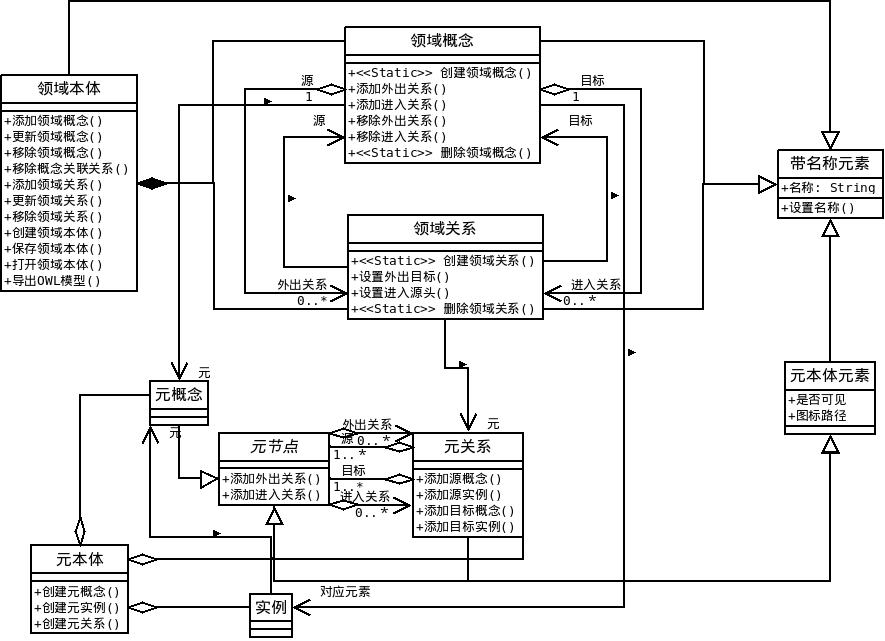 领域本体
+添加领域概念()
+更新领域概念()
+移除领域概念()
+移除概念关联关系()
+添加领域关系()
+更新领域关系()
+移除领域关系()
+创建领域本体()
+保存领域本体()
+打开领域本体()
+导出OWL模型()
领域概念
+<<Static>> 创建领域概念()
+添加外出关系()
+添加进入关系()
+移除外出关系()
+移除进入关系()
+<<Static>> 删除领域概念()
源
1
源
目标
1
目标
带名称元素
+名称: String
+设置名称()
领域关系
+<<Static>> 创建领域关系()
+设置外出目标()
+设置进入源头()
+<<Static>> 删除领域关系()
外出关系
0..*
进入关系
0..*
元本体元素
+是否可见
+图标路径
元
元概念
元
元
元节点
+添加外出关系()
+添加进入关系()
外出关系
0..*
源
1..*
目标
1..*
进入关系
0..*
元关系
+添加源概念()
+添加源实例()
+添加目标概念()
+添加目标实例()
元本体
+创建元概念()
+创建元实例()
+创建元关系()
对应元素
实例